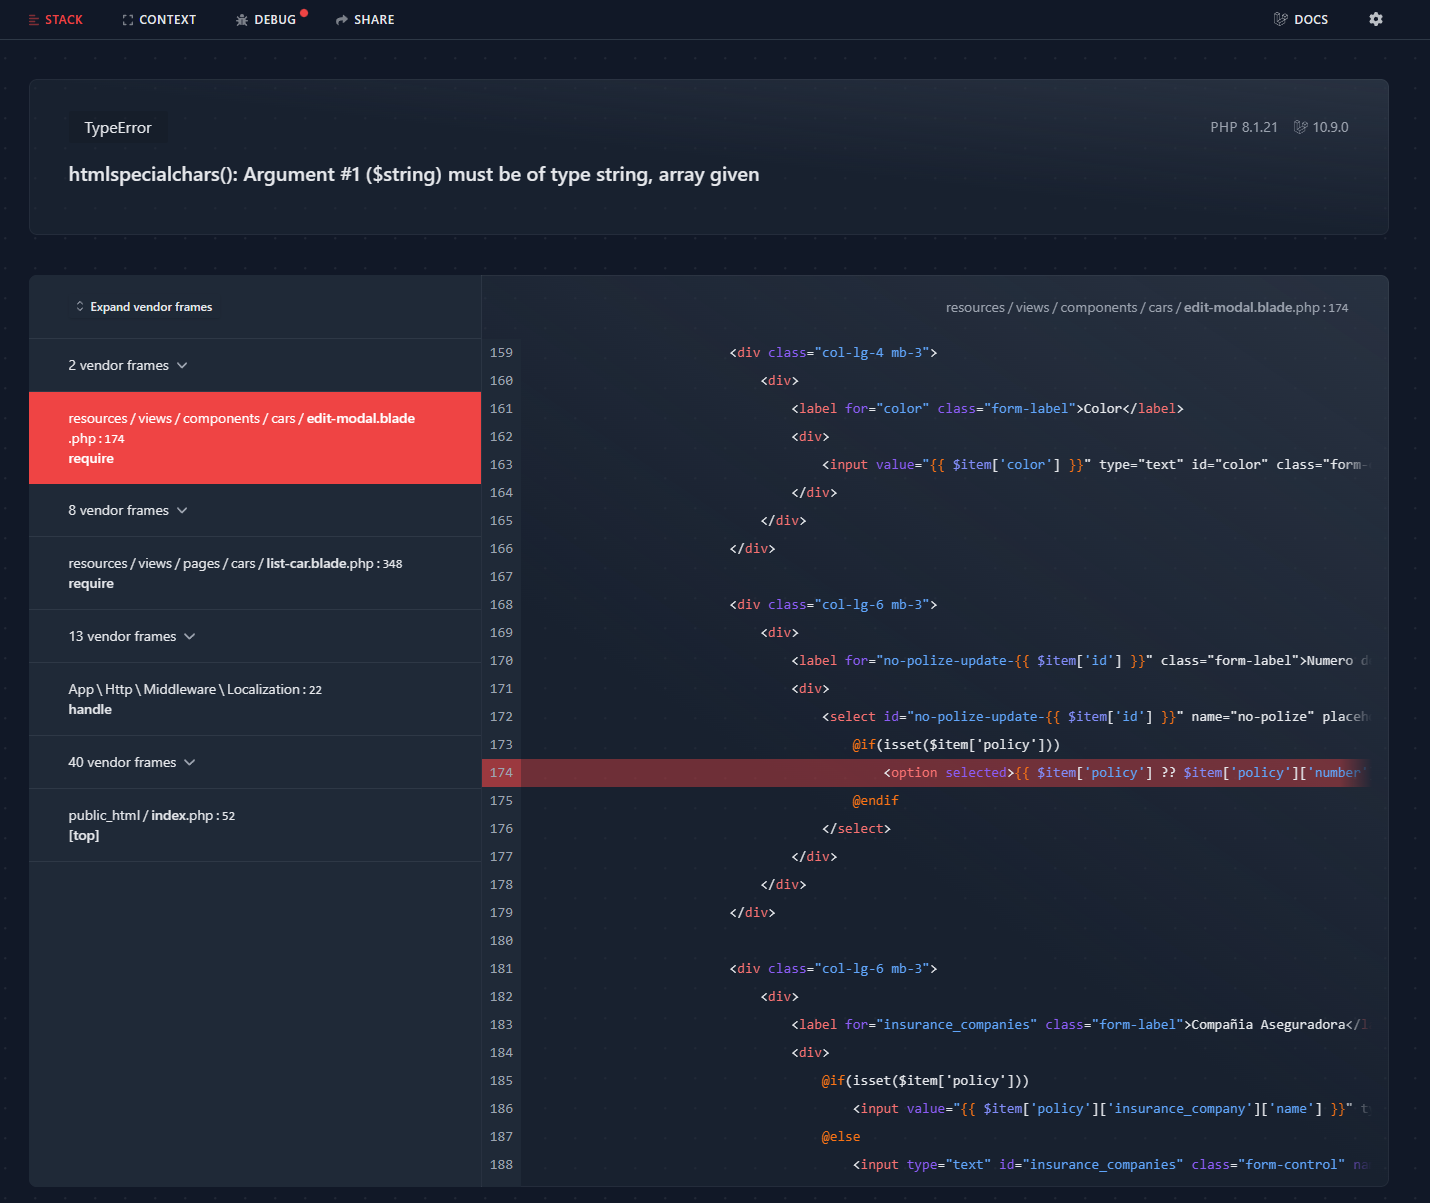 STACK CONTEXT DEBUG SHARE DOCS
TypeError
PHP 8.1.21 10.9.0
htmlspecialchars(): Argument #1 ($string) must be of type string, array given
Expand vendor frames
2 vendor frames
resources / views / components / cars / edit-modal.blade
.php : 174
require
8 vendor frames
resources / views / pages / cars / list-car.blade.php : 348
require
13 vendor frames
App \ Http \ Middleware \ Localization : 22
handle
40 vendor frames
public_html / index.php : 52
[top]
resources / views / components / cars / edit-modal.blade.php : 174
159 <div class="col-lg-4 mb-3">
160 <div>
161 <label for="color" class="form-label">Color</label>
162 <div>
163 <input value="{{ $item['color'] }}" type="text" id="color" class="form-
164 </div>
165 </div>
166 </div>
167
168 <div class="col-lg-6 mb-3">
169 <div>
170 <label for="no-polize-update-{{ $item['id'] }}" class="form-label">Numero d
171 <div>
172 <select id="no-polize-update-{{ $item['id'] }}" name="no-polize" placeh
173 @if(isset($item['policy']))
174 <option selected>{{ $item['policy'] ?? $item['policy']['number'
175 @endif
176 </select>
177 </div>
178 </div>
179 </div>
180
181 <div class="col-lg-6 mb-3">
182 <div>
183 <label for="insurance_companies" class="form-label">Compañia Aseguradora</l
184 <div>
185 @if(isset($item['policy']))
186 <input value="{{ $item['policy']['insurance_company']['name'] }}" t
187 @else
188 <input type="text" id="insurance_companies" class="form-control" na